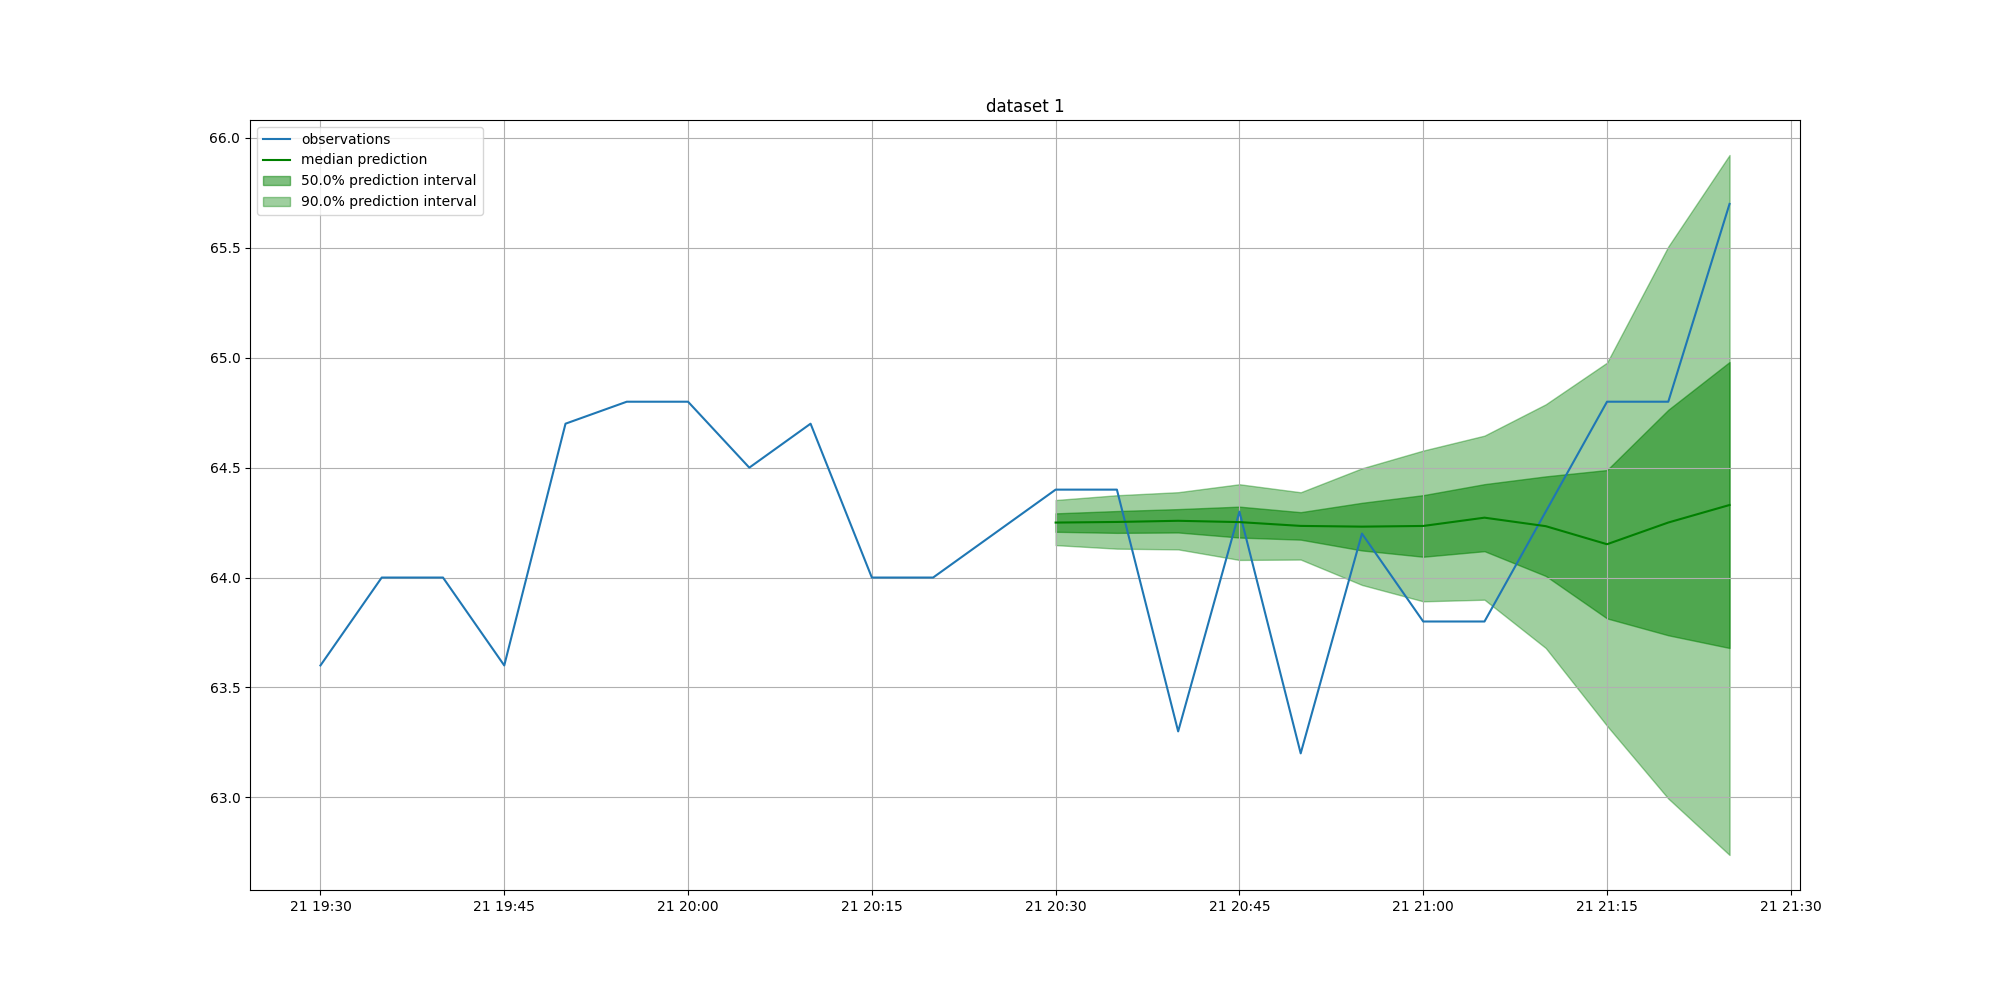 dataset 1
observations
median prediction
50.0% prediction interval
90.0% prediction interval
66.0
65.5
65.0
64.5
64.0
63.5
63.0
21 19:30 21 19:45 21 20:00 21 20:15 21 20:30 21 20:45 21 21:00 21 21:15 21 21:30